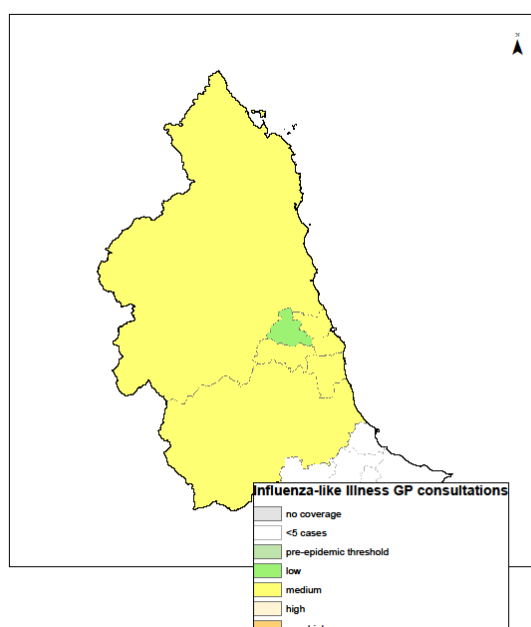 N
Influenza-like Illness GP consultations
no coverage
<5 cases
pre-epidemic threshold
low
medium
high